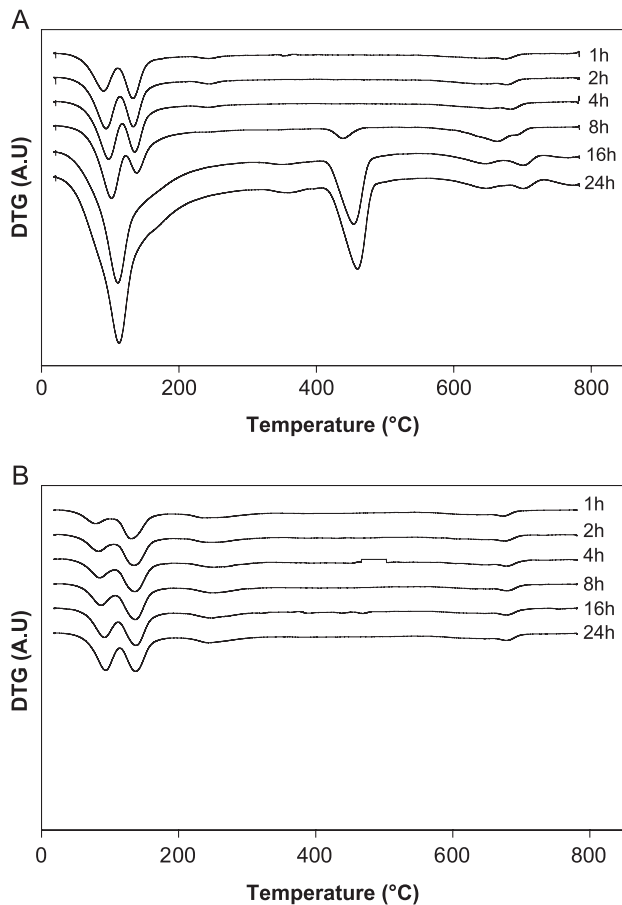 A
1h
2h
4h
8h
16h
24h
DTG (A.U)
0 200 400 600 800
Temperature (°C)
B
1h
2h
4h
8h
16h
24h
DTG (A.U)
0 200 400 600 800
Temperature (°C)